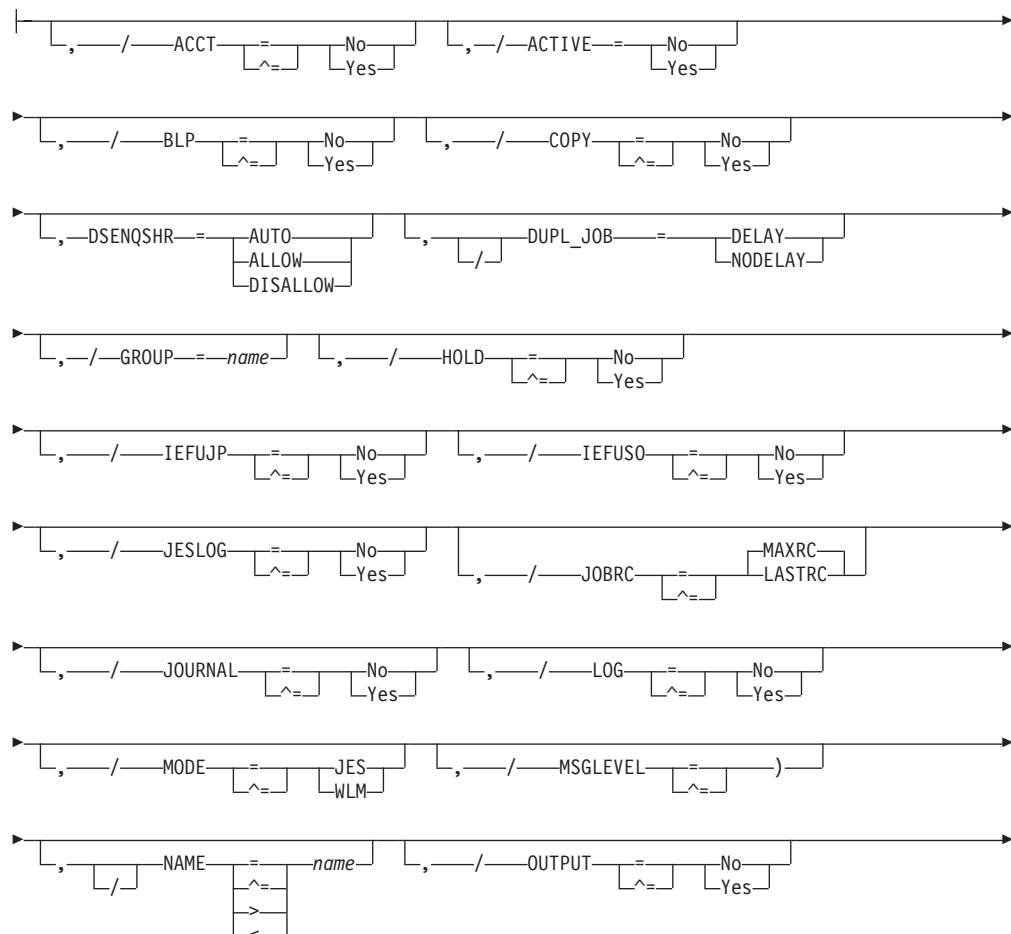 , / ACCT = No , / ACTIVE = No
^= Yes Yes
, / BLP = No , / COPY = No
^= Yes ^= Yes
, DSENQSHR = AUTO , DUPL_JOB = DELAY
ALLOW / NODELAY
DISALLOW
, / GROUP = name , / HOLD = No
^= Yes
, / IEFUJP = No , / IEFUSO = No
^= Yes ^= Yes
, / JESLOG = No , / JOBRC = MAXRC
^= Yes ^= LASTRC
, / JOURNAL = No , / LOG = No
^= Yes ^= Yes
, / MODE = JES , / MSGLEVEL = )
^= WLM ^=
, NAME = name , / OUTPUT = No
/ ^= ^= Yes
>
<